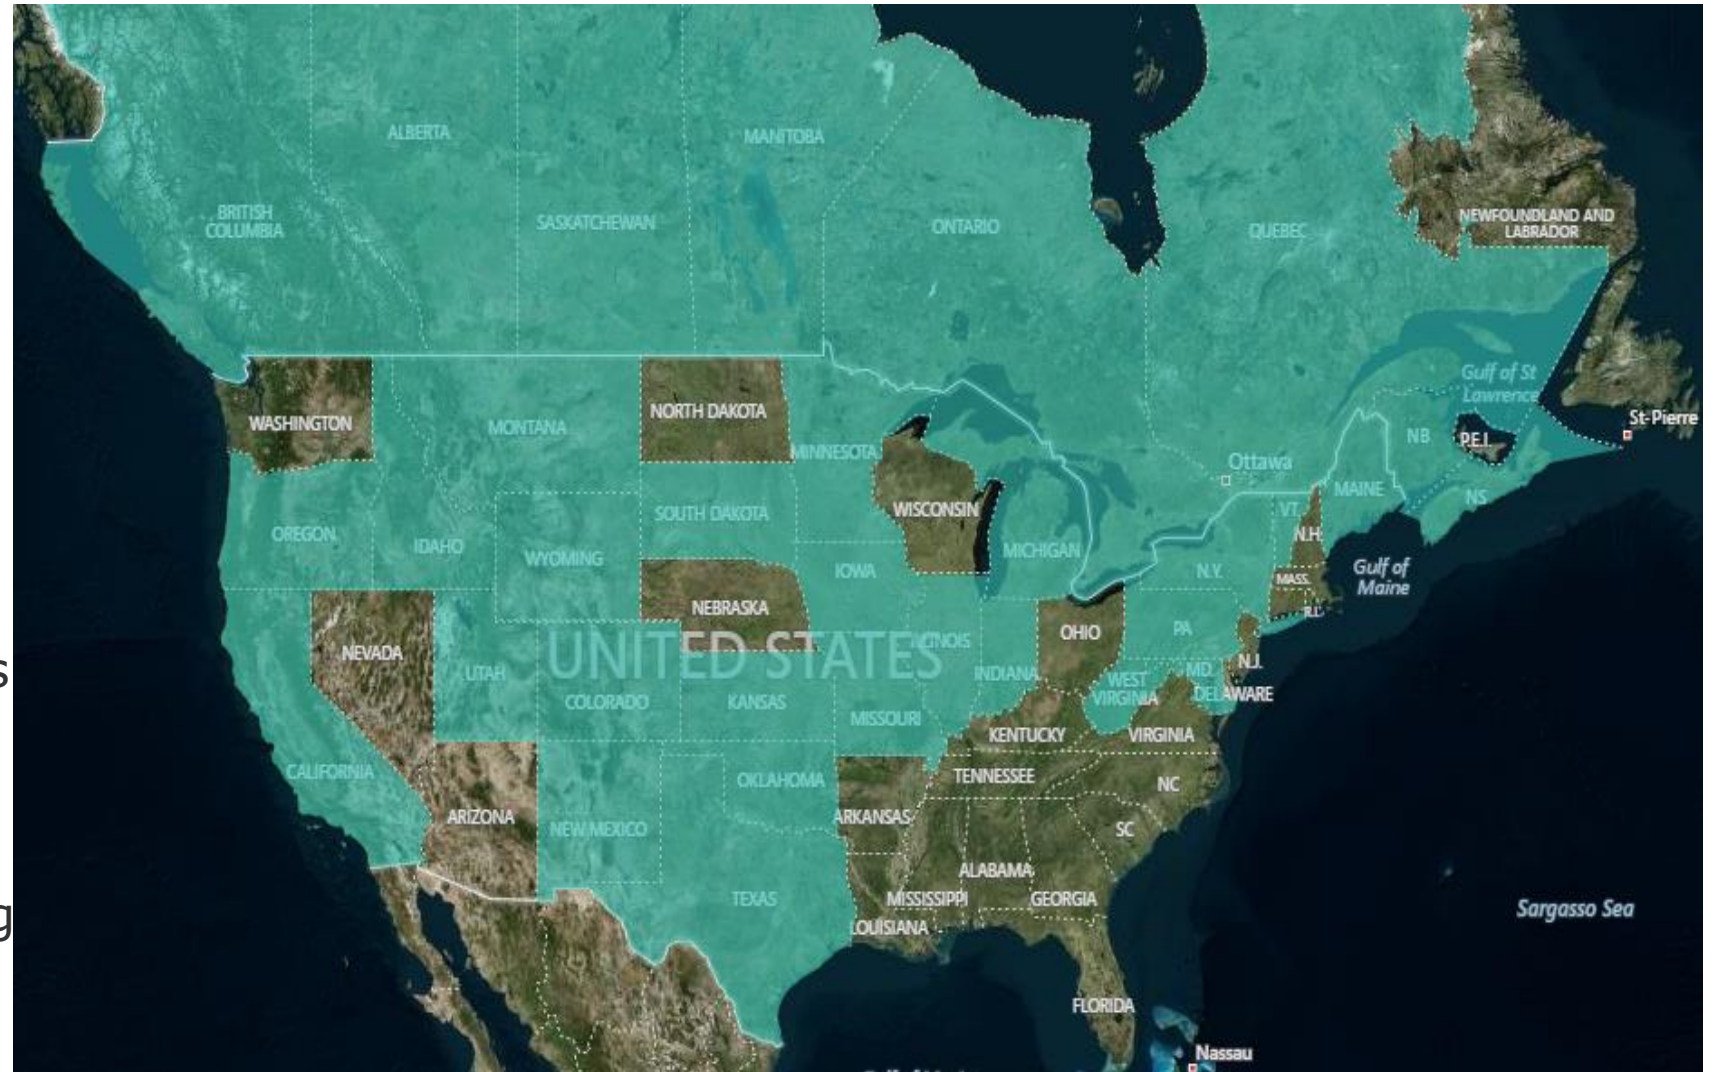 ALBERTA
MANITOBA
BRITISH
COLUMBIA
SASKATCHEWAN
ONTARIO
QUEBEC
NEWFOUNDLAND AND
LABRADOR
Gulf of St
Lawrence
St-Pierre
WASHINGTON
MONTANA
NORTH DAKOTA
MINNESOTA
NB
P.E.I.
Ottawa
MAINE
NS
OREGON
IDAHO
SOUTH DAKOTA
WISCONSIN
MICHIGAN
VT.
N.H.
WYOMING
IOWA
N.Y.
MASS.
R.I.
Gulf of
Maine
NEBRASKA
OHIO
PA
NEVADA
UTAH
UNITED STATES
ILLINOIS
INDIANA
WEST
VIRGINIA
MD.
N.J.
DELAWARE
s
COLORADO
KANSAS
MISSOURI
KENTUCKY
VIRGINIA
CALIFORNIA
OKLAHOMA
TENNESSEE
NC
ARIZONA
NEW MEXICO
ARKANSAS
SC
TEXAS
ALABAMA
MISSISSIPPI
GEORGIA
LOUISIANA
Sargasso Sea
g
FLORIDA
Nassau